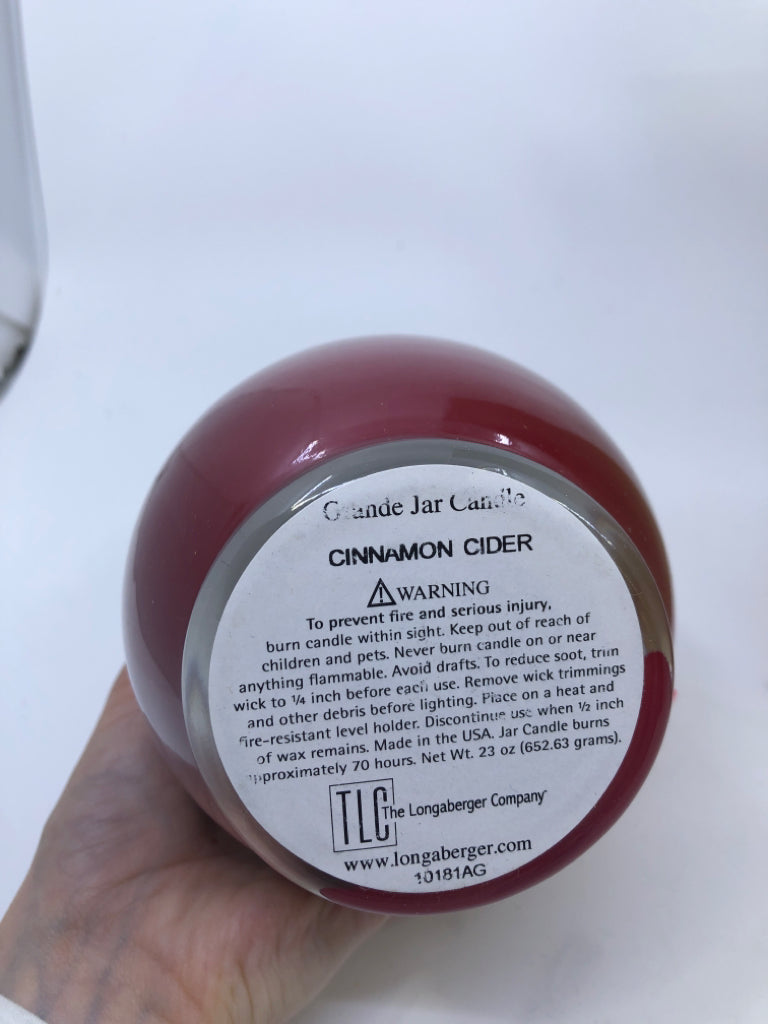 Grande Jar Candle
CINNAMON CIDER
WARNING
To prevent fire and serious injury,
burn candle within sight. Keep out of reach of
children and pets. Never burn candle on or near
anything flammable. Avoid drafts. To reduce soot, trim
wick to ¼ inch before each use. Remove wick trimmings
and other debris before lighting. Place on a heat and
fire-resistant level holder. Discontinue use when ½ inch
of wax remains. Made in the USA. Jar Candle burns
approximately 70 hours. Net Wt. 23 oz (652.63 grams).
TLC The Longaberger Company
www.longaberger.com
10181AG